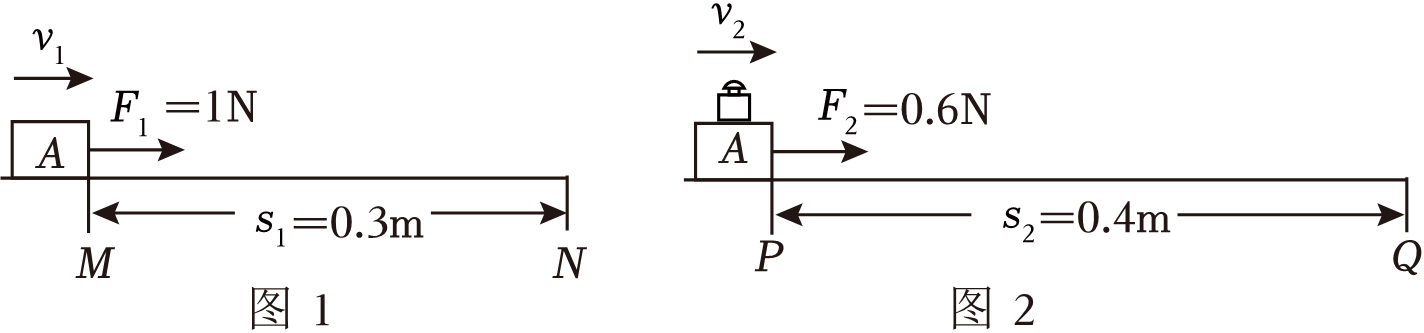 v₁
F₁=1N
A
s₁=0.3m
M
N
图 1
v₂
F₂=0.6N
A
s₂=0.4m
P
Q
图 2